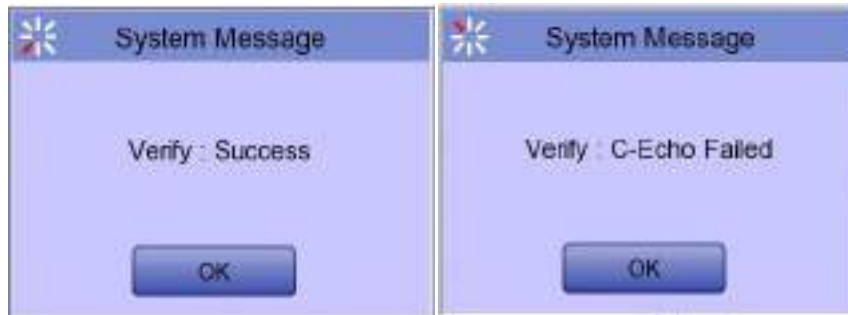 System Message
Verify : Success
OK
System Message
Verify : C-Echo Failed
OK